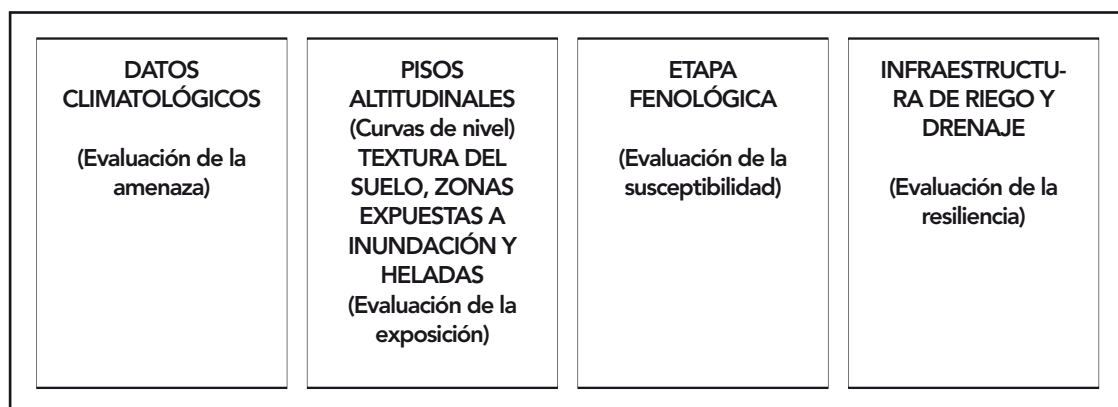 DATOS
CLIMATOLÓGICOS
(Evaluación de la
amenaza)
PISOS
ALTITUDINALES
(Curvas de nivel)
TEXTURA DEL
SUELO, ZONAS
EXPUESTAS A
INUNDACIÓN Y
HELADAS
(Evaluación de la
exposición)
ETAPA
FENOLÓGICA
(Evaluación de la
susceptibilidad)
INFRAESTRUCTU-
RA DE RIEGO Y
DRENAJE
(Evaluación de la
resiliencia)